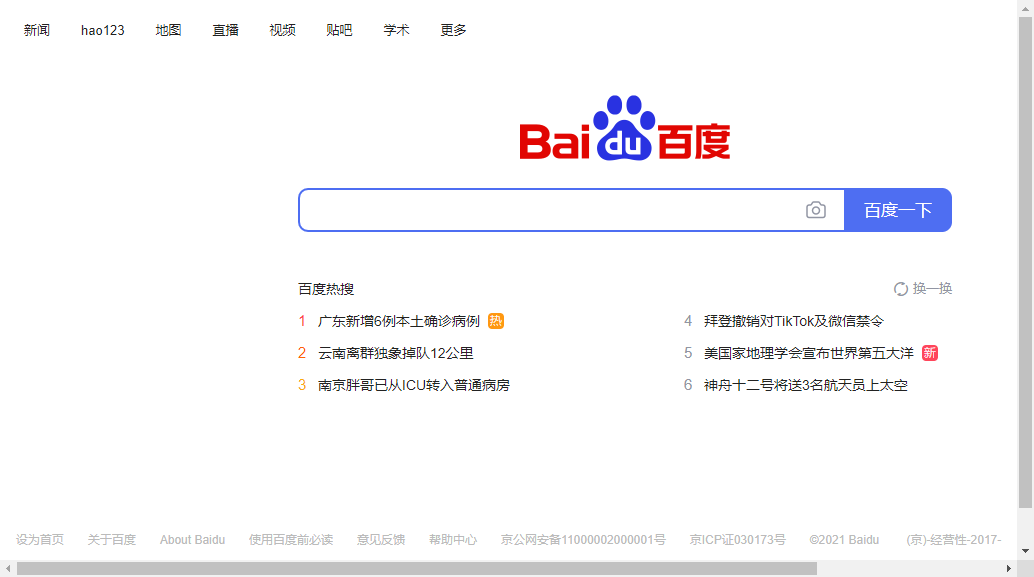 新闻 hao123 地图 直播 视频 贴吧 学术 更多
Bai du 百度
百度一下
百度热搜 换一换
1 广东新增6例本土确诊病例 热
2 云南离群独象掉队12公里
3 南京胖哥已从ICU转入普通病房
4 拜登撤销对TikTok及微信禁令
5 美国家地理学会宣布世界第五大洋 新
6 神舟十二号将送3名航天员上太空
设为首页 关于百度 About Baidu 使用百度前必读 意见反馈 帮助中心 京公网安备11000002000001号 京ICP证030173号 ©2021 Baidu (京)-经营性-2017-